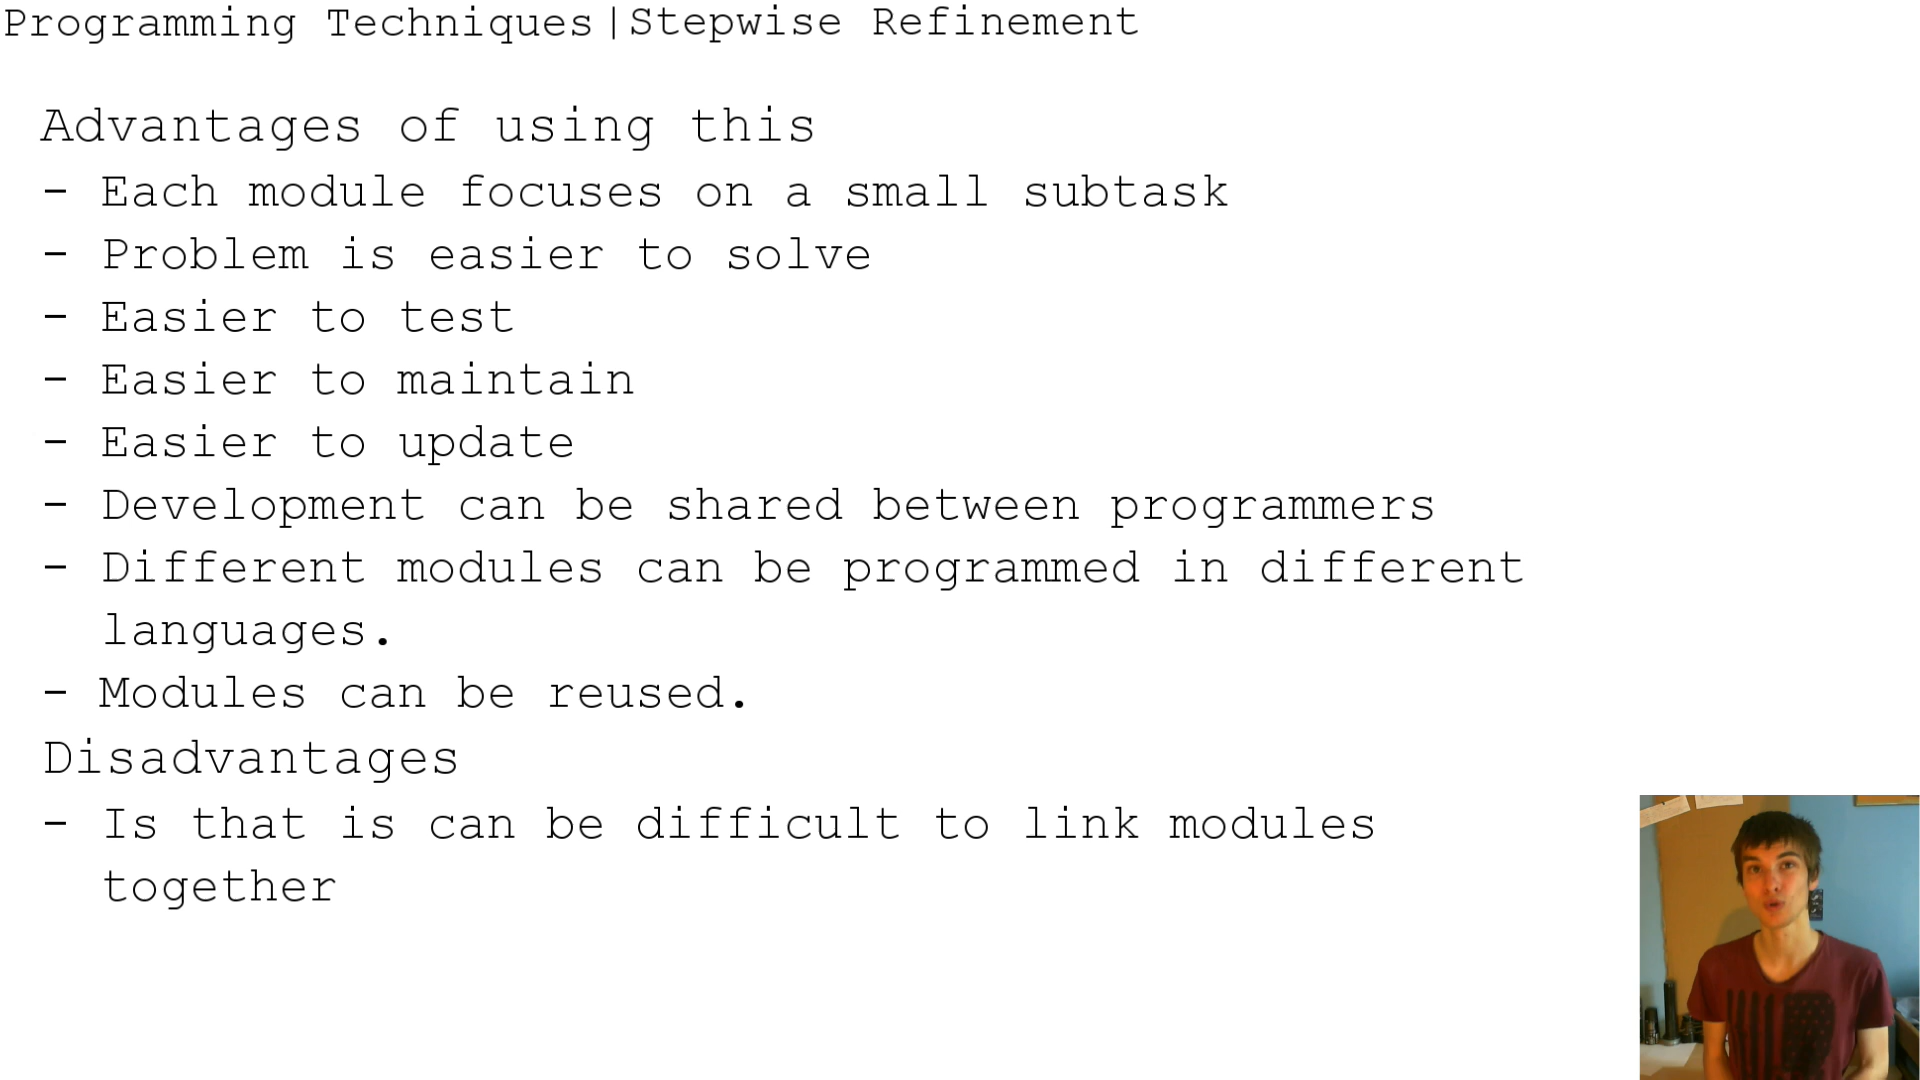 Programming Techniques|Stepwise Refinement
Advantages of using this
- Each module focuses on a small subtask
- Problem is easier to solve
- Easier to test
- Easier to maintain
- Easier to update
- Development can be shared between programmers
- Different modules can be programmed in different
languages.
- Modules can be reused.
Disadvantages
- Is that is can be difficult to link modules
together